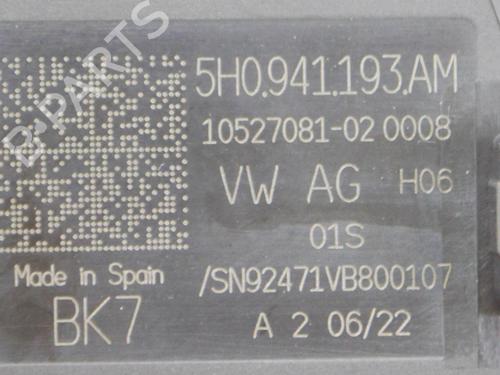 5H0.941.193.AM
10527081-02 0008
VW AG H06
01S
Made in Spain /SN92471VB800107
BK7 A 2 06/22